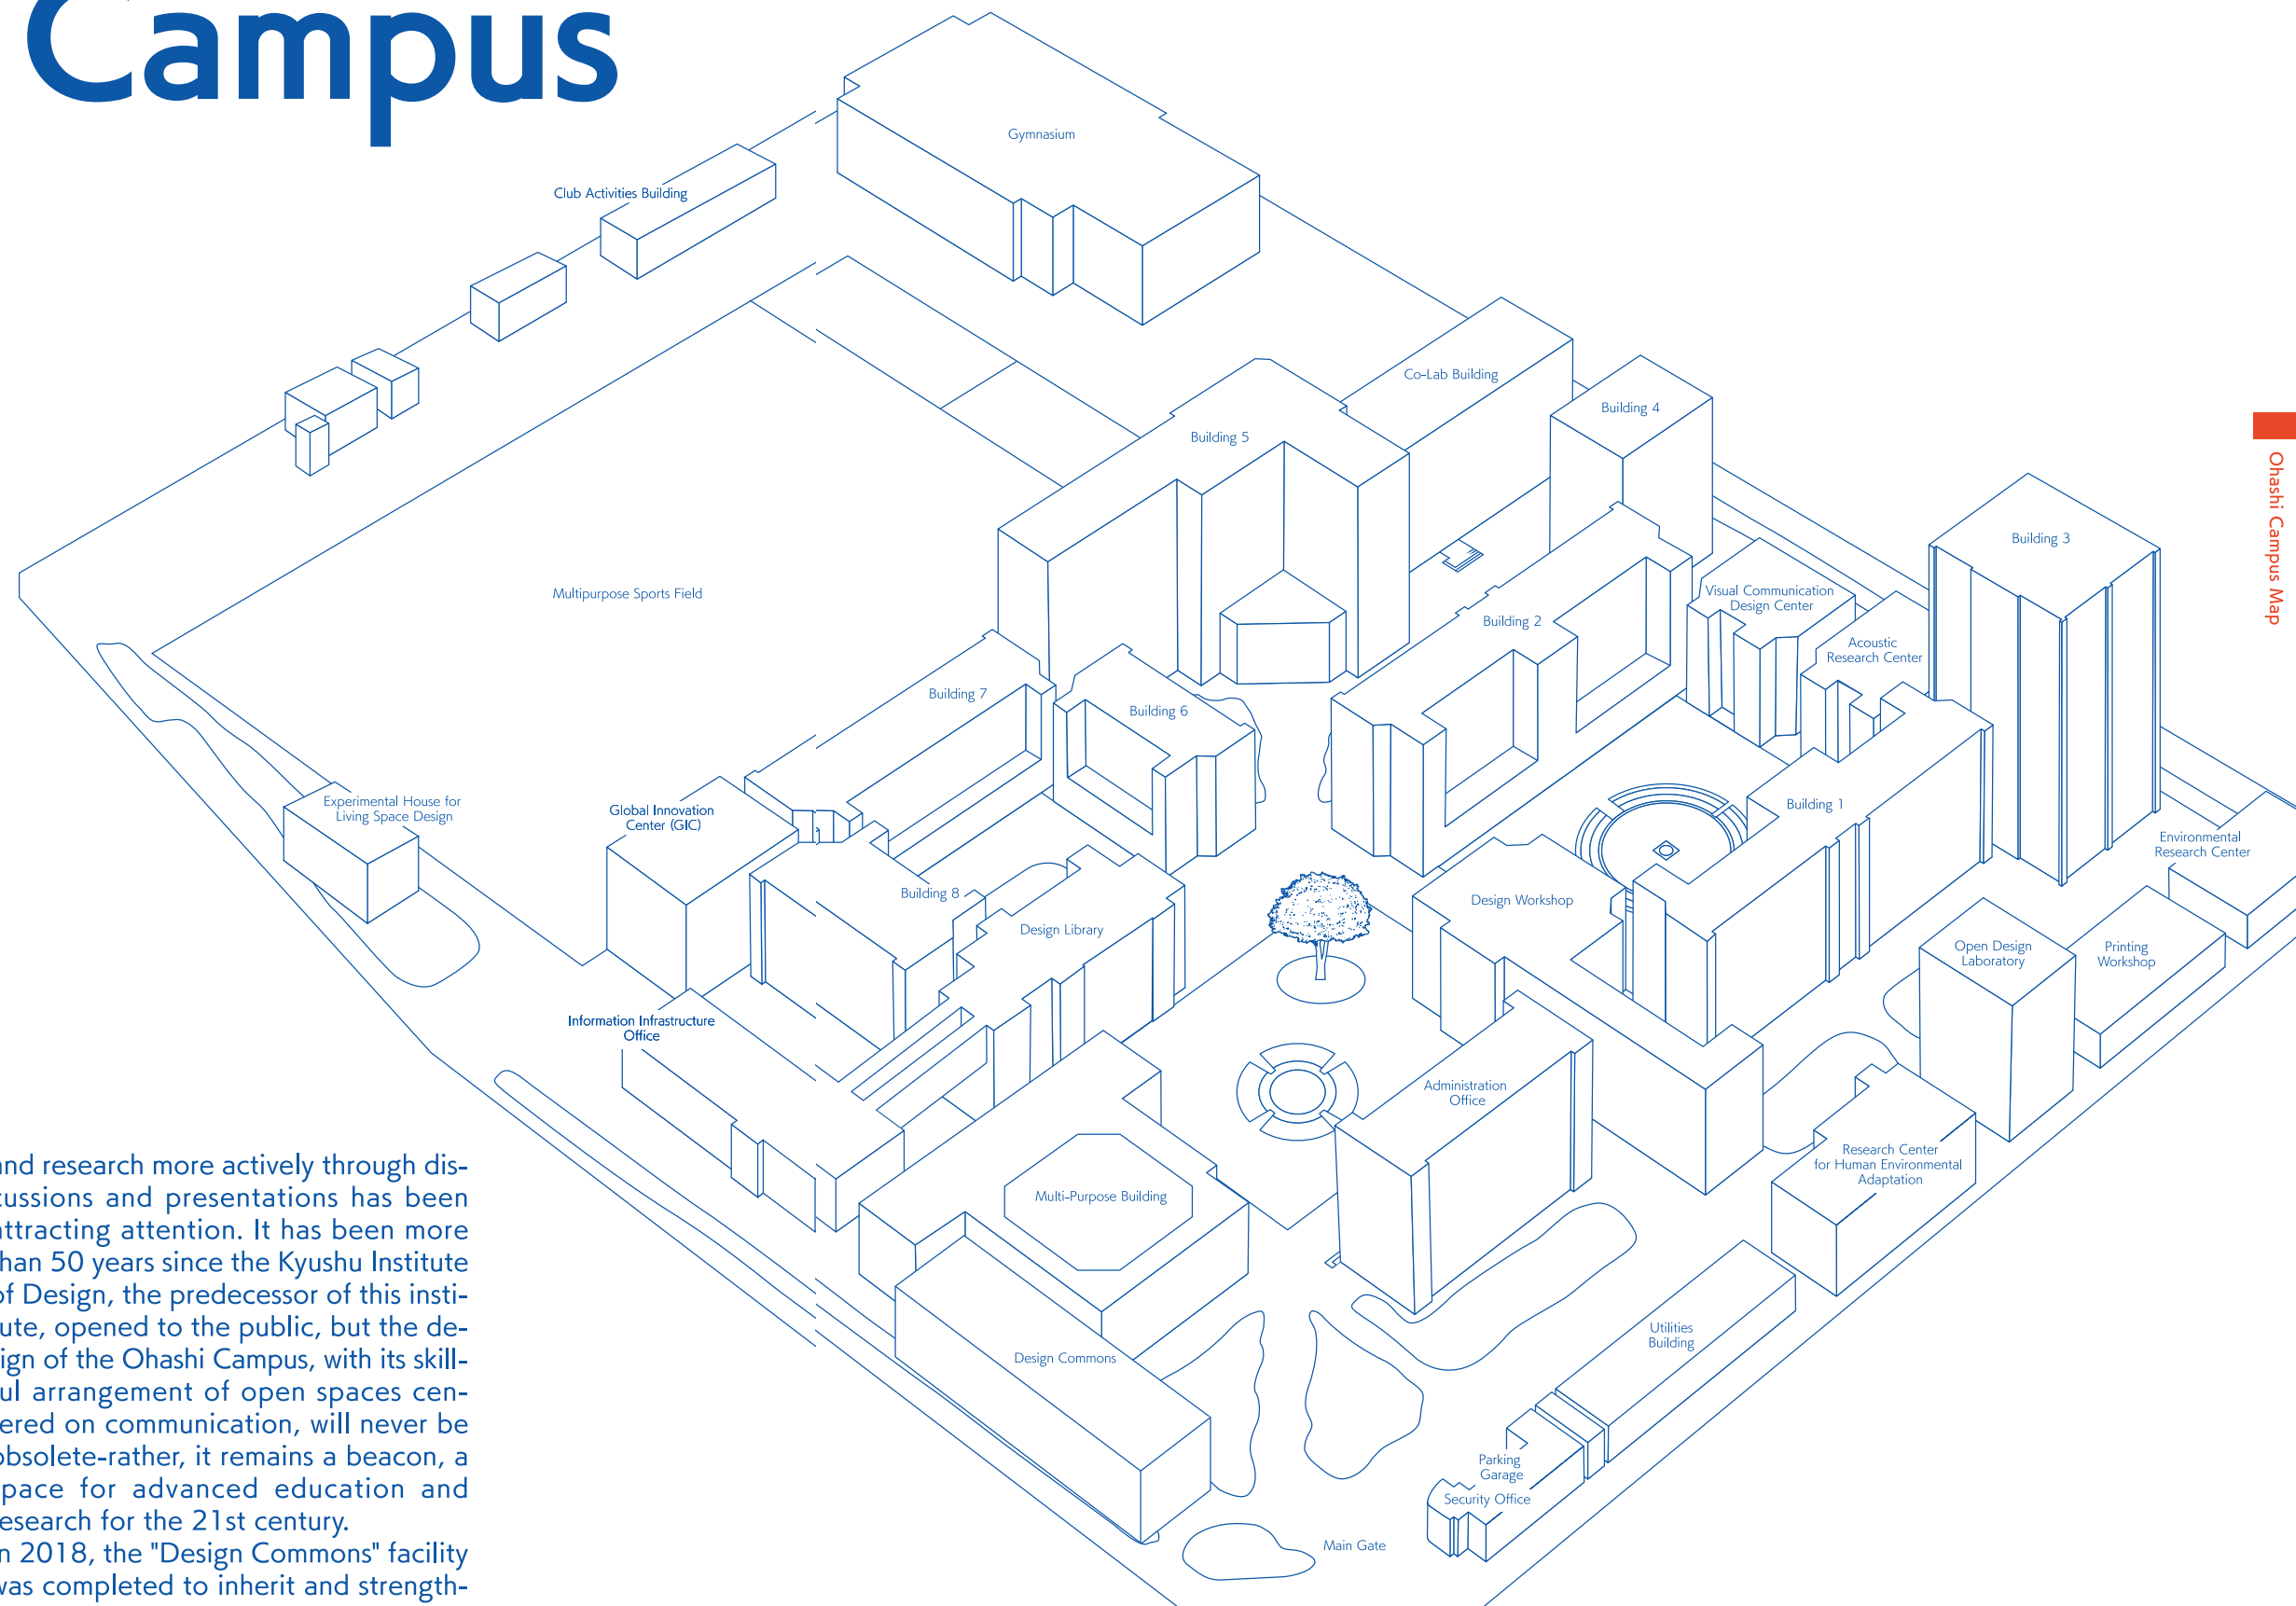 Campus
Gymnasium
Club Activities Building
Co-Lab Building
Building 4
Building 5
Ohashi Campus Map
Building 3
Multipurpose Sports Field
Visual Communication
Design Center
Building 2
Acoustic
Research Center
Building 7
Building 6
Experimental House for
Living Space Design
Global Innovation
Center (GIC)
Building 1
Environmental
Research Center
Building 8
Design Workshop
Design Library
Open Design
Laboratory
Printing
Workshop
Information Infrastructure
Office
Administration
Office
Research Center
for Human Environmental
Adaptation
Multi-Purpose Building
Utilities
Building
Design Commons
Parking
Garage
Security Office
Main Gate
and research more actively through dis-
cussions and presentations has been
attracting attention. It has been more
than 50 years since the Kyushu Institute
of Design, the predecessor of this insti-
tute, opened to the public, but the de-
sign of the Ohashi Campus, with its skill-
ful arrangement of open spaces cen-
tered on communication, will never be
obsolete-rather, it remains a beacon, a
space for advanced education and
research for the 21st century.
In 2018, the "Design Commons" facility
was completed to inherit and strength-